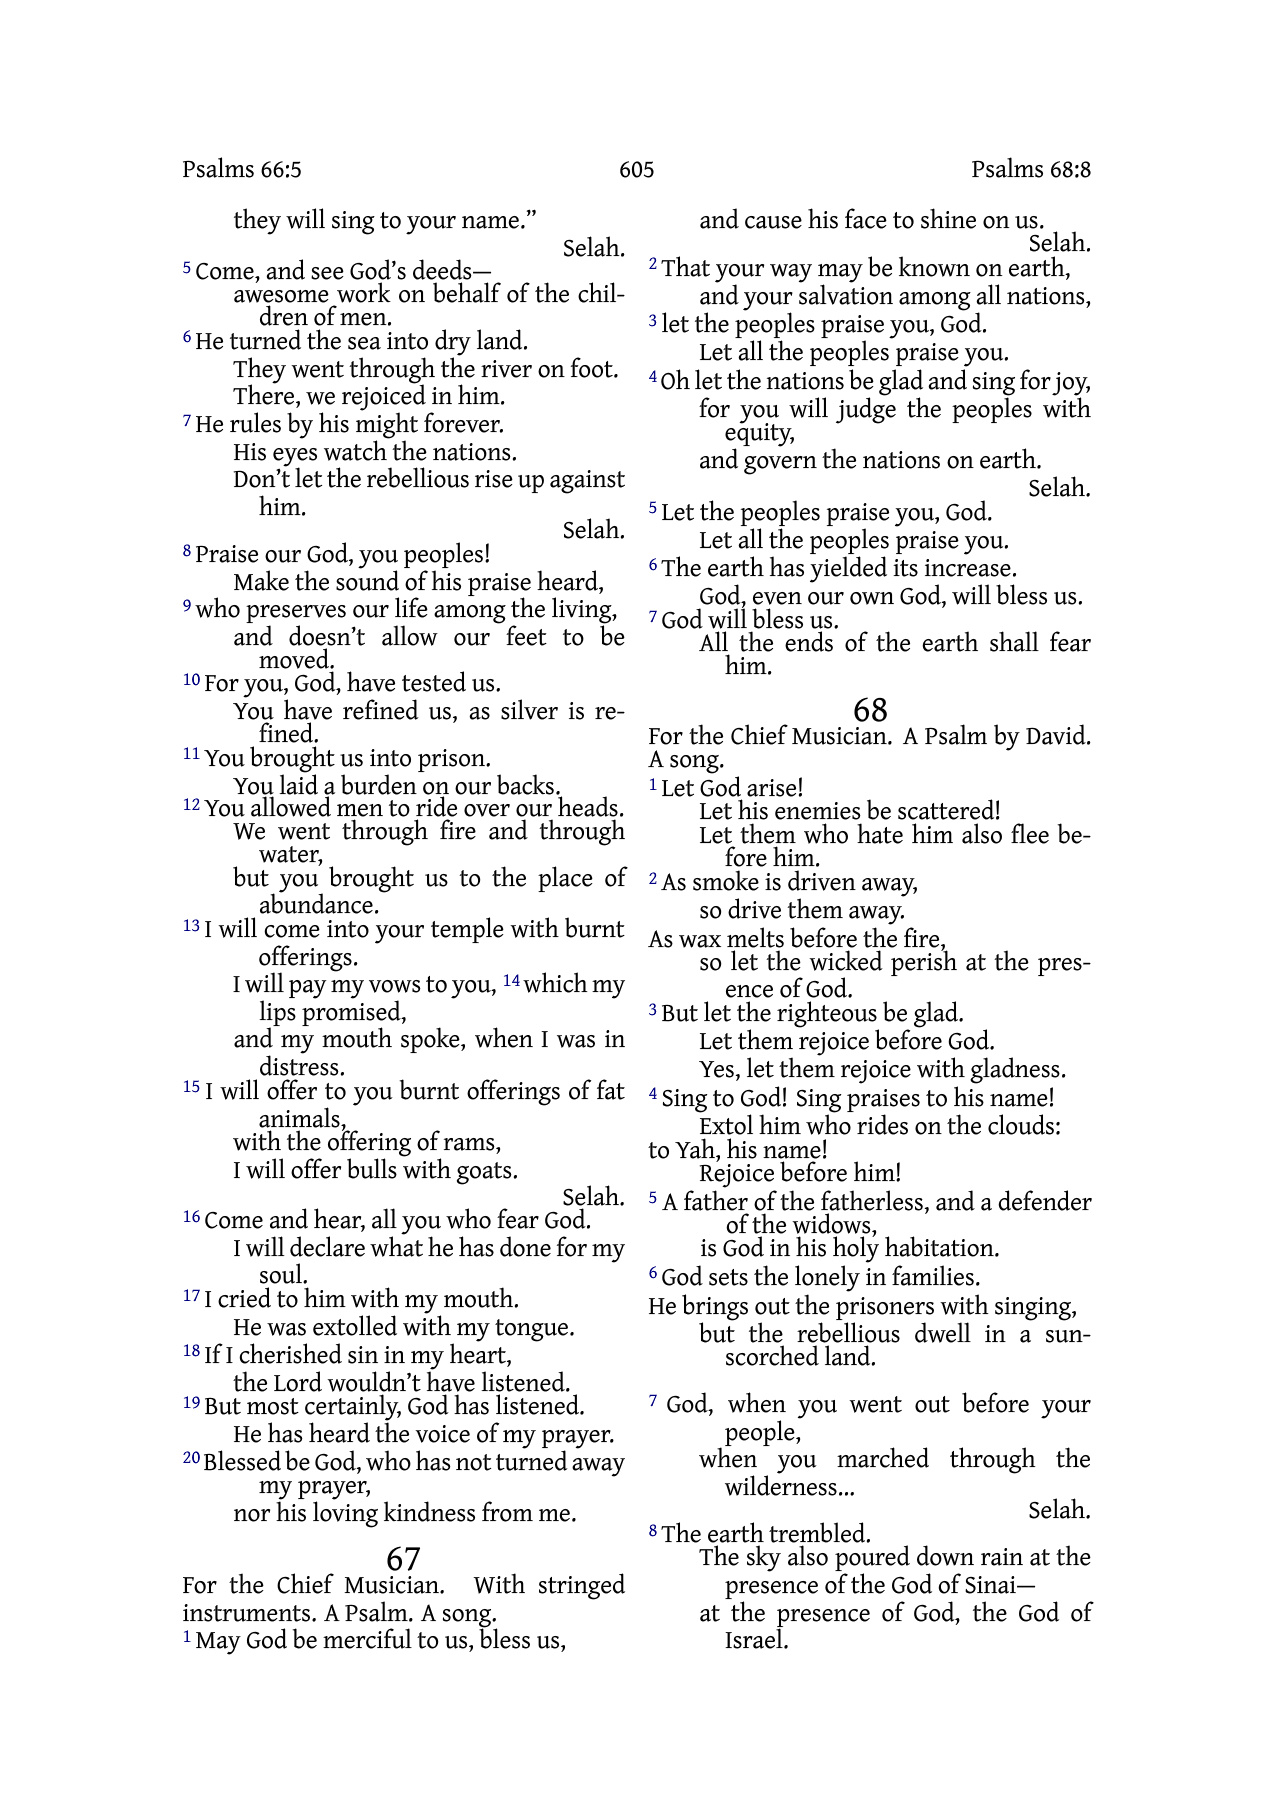 Psalms 66:5 605 Psalms 68:8
they will sing to your name.”
Selah.
5 Come, and see God’s deeds—
awesome work on behalf of the chil-
dren of men.
6 He turned the sea into dry land.
They went through the river on foot.
There, we rejoiced in him.
7 He rules by his might forever.
His eyes watch the nations.
Don’t let the rebellious rise up against
him.
Selah.
8 Praise our God, you peoples!
Make the sound of his praise heard,
9 who preserves our life among the living,
and doesn’t allow our feet to be
moved.
10 For you, God, have tested us.
You have refined us, as silver is re-
fined.
11 You brought us into prison.
You laid a burden on our backs.
12 You allowed men to ride over our heads.
We went through fire and through
water,
but you brought us to the place of
abundance.
13 I will come into your temple with burnt
offerings.
I will pay my vows to you, 14 which my
lips promised,
and my mouth spoke, when I was in
distress.
15 I will offer to you burnt offerings of fat
animals,
with the offering of rams,
I will offer bulls with goats.
Selah.
16 Come and hear, all you who fear God.
I will declare what he has done for my
soul.
17 I cried to him with my mouth.
He was extolled with my tongue.
18 If I cherished sin in my heart,
the Lord wouldn’t have listened.
19 But most certainly, God has listened.
He has heard the voice of my prayer.
20 Blessed be God, who has not turned away
my prayer,
nor his loving kindness from me.
67
For the Chief Musician. With stringed
instruments. A Psalm. A song.
1 May God be merciful to us, bless us,
and cause his face to shine on us.
Selah.
2 That your way may be known on earth,
and your salvation among all nations,
3 let the peoples praise you, God.
Let all the peoples praise you.
4 Oh let the nations be glad and sing for joy,
for you will judge the peoples with
equity,
and govern the nations on earth.
Selah.
5 Let the peoples praise you, God.
Let all the peoples praise you.
6 The earth has yielded its increase.
God, even our own God, will bless us.
7 God will bless us.
All the ends of the earth shall fear
him.
68
For the Chief Musician. A Psalm by David.
A song.
1 Let God arise!
Let his enemies be scattered!
Let them who hate him also flee be-
fore him.
2 As smoke is driven away,
so drive them away.
As wax melts before the fire,
so let the wicked perish at the pres-
ence of God.
3 But let the righteous be glad.
Let them rejoice before God.
Yes, let them rejoice with gladness.
4 Sing to God! Sing praises to his name!
Extol him who rides on the clouds:
to Yah, his name!
Rejoice before him!
5 A father of the fatherless, and a defender
of the widows,
is God in his holy habitation.
6 God sets the lonely in families.
He brings out the prisoners with singing,
but the rebellious dwell in a sun-
scorched land.
7 God, when you went out before your
people,
when you marched through the
wilderness...
Selah.
8 The earth trembled.
The sky also poured down rain at the
presence of the God of Sinai—
at the presence of God, the God of
Israel.